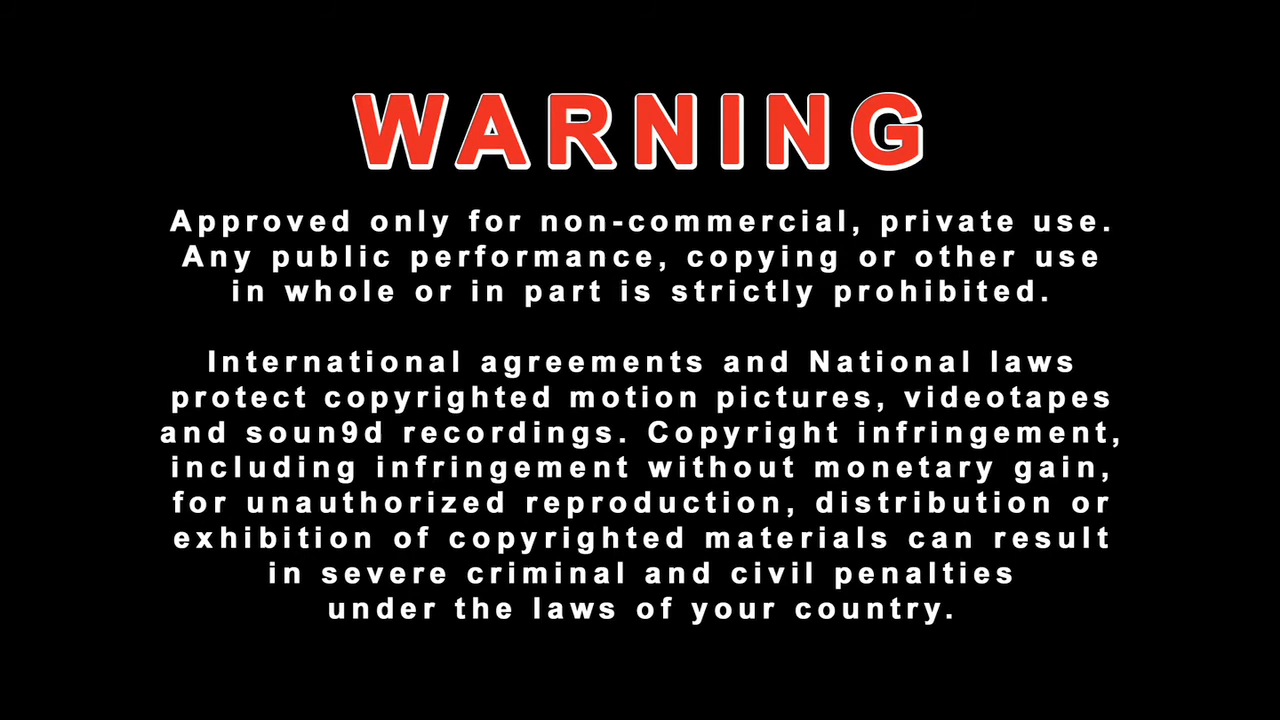 WARNING
Approved only for non-commercial, private use.
Any public performance, copying or other use
in whole or in part is strictly prohibited.
International agreements and National laws
protect copyrighted motion pictures, videotapes
and soun9d recordings. Copyright infringement,
including infringement without monetary gain,
for unauthorized reproduction, distribution or
exhibition of copyrighted materials can result
in severe criminal and civil penalties
under the laws of your country.